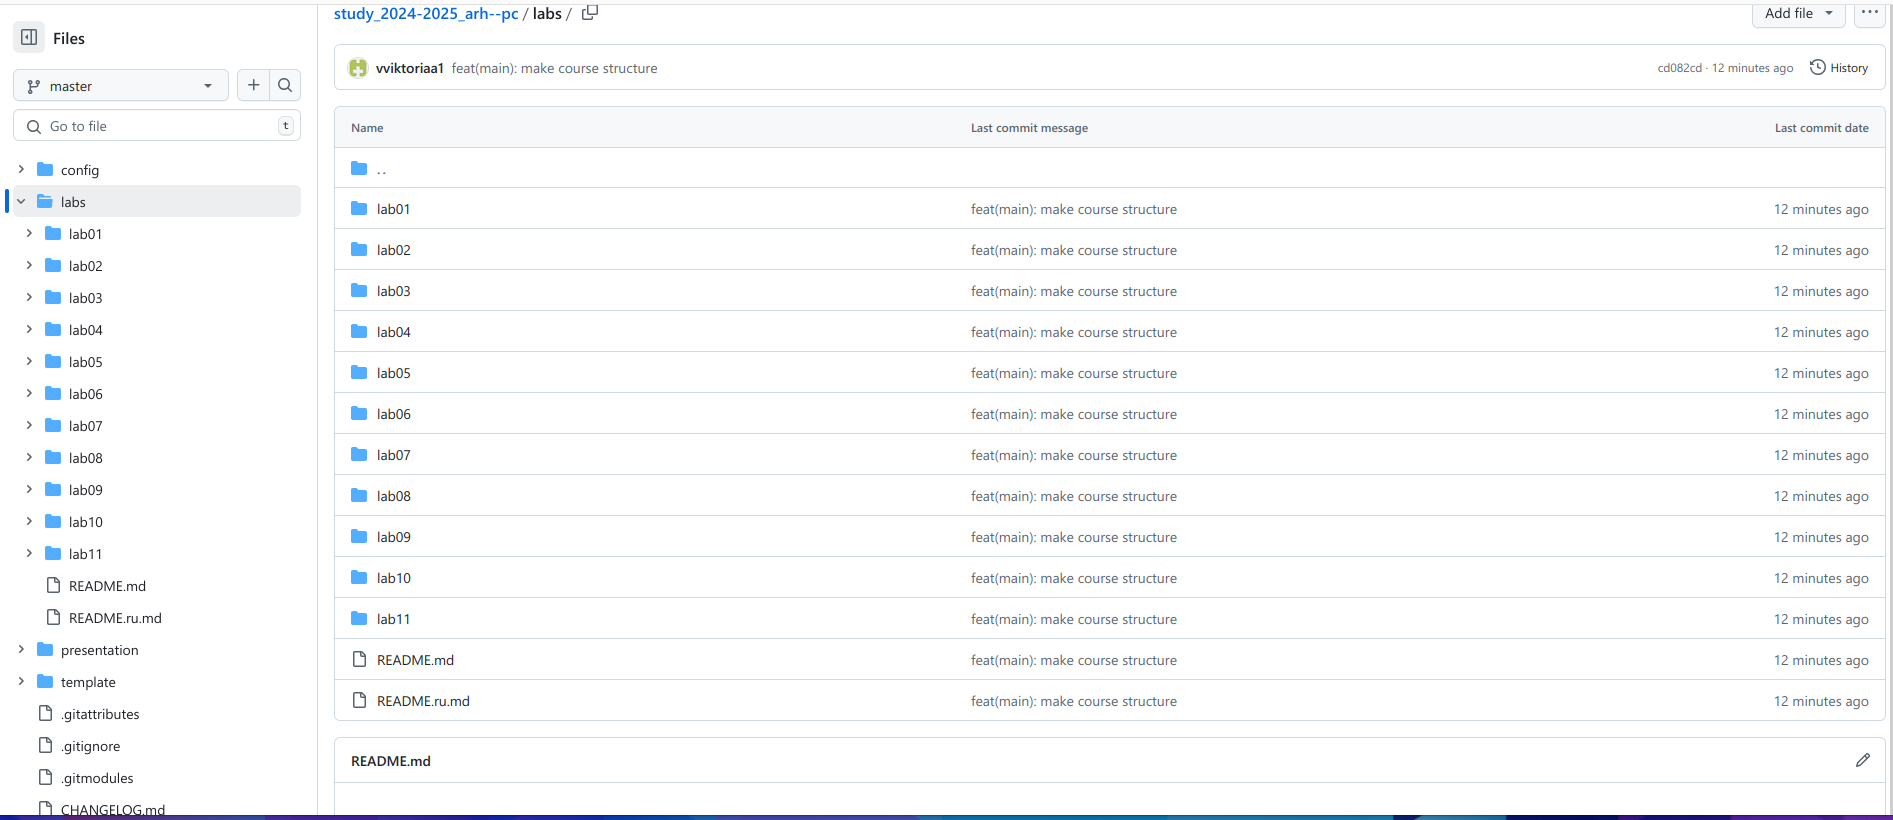 Files
master
Go to file
t
config
labs
lab01
lab02
lab03
lab04
lab05
lab06
lab07
lab08
lab09
lab10
lab11
README.md
README.ru.md
presentation
template
.gitattributes
.gitignore
.gitmodules
CHANGELOG.md
study_2024-2025_arh--pc / labs /
Add file
vviktoriaa1 feat(main): make course structure cd082cd · 12 minutes ago History
Name Last commit message Last commit date
..
lab01 feat(main): make course structure 12 minutes ago
lab02 feat(main): make course structure 12 minutes ago
lab03 feat(main): make course structure 12 minutes ago
lab04 feat(main): make course structure 12 minutes ago
lab05 feat(main): make course structure 12 minutes ago
lab06 feat(main): make course structure 12 minutes ago
lab07 feat(main): make course structure 12 minutes ago
lab08 feat(main): make course structure 12 minutes ago
lab09 feat(main): make course structure 12 minutes ago
lab10 feat(main): make course structure 12 minutes ago
lab11 feat(main): make course structure 12 minutes ago
README.md feat(main): make course structure 12 minutes ago
README.ru.md feat(main): make course structure 12 minutes ago
README.md